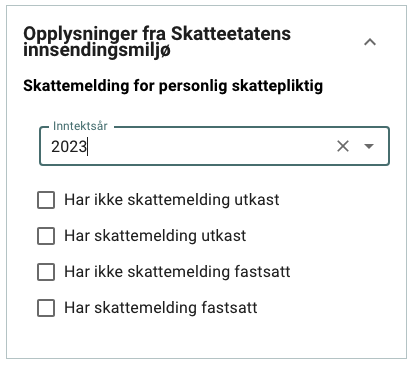 Opplysninger fra Skatteetatens
innsendingsmiljø
Skattemelding for personlig skattepliktig
Inntektsår
2023
Har ikke skattemelding utkast
Har skattemelding utkast
Har ikke skattemelding fastsatt
Har skattemelding fastsatt